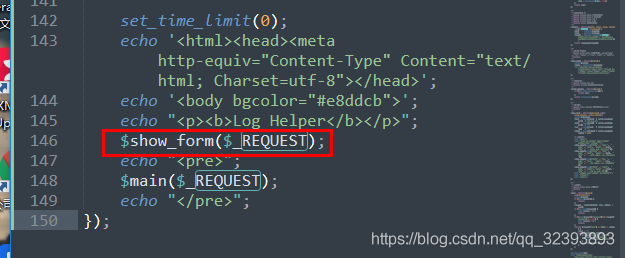 141
142 set_time_limit(0);
143 echo '<html><head><meta
http-equiv="Content-Type" Content="text/
html; Charset=utf-8"></head>';
144 echo '<body bgcolor="#e8ddcb">';
145 echo "<p><b>Log Helper</b></p>";
146 $show_form($_REQUEST);
147 echo "<pre>";
148 $main($_REQUEST);
149 echo "</pre>";
150 });
https://blog.csdn.net/qq_32393893